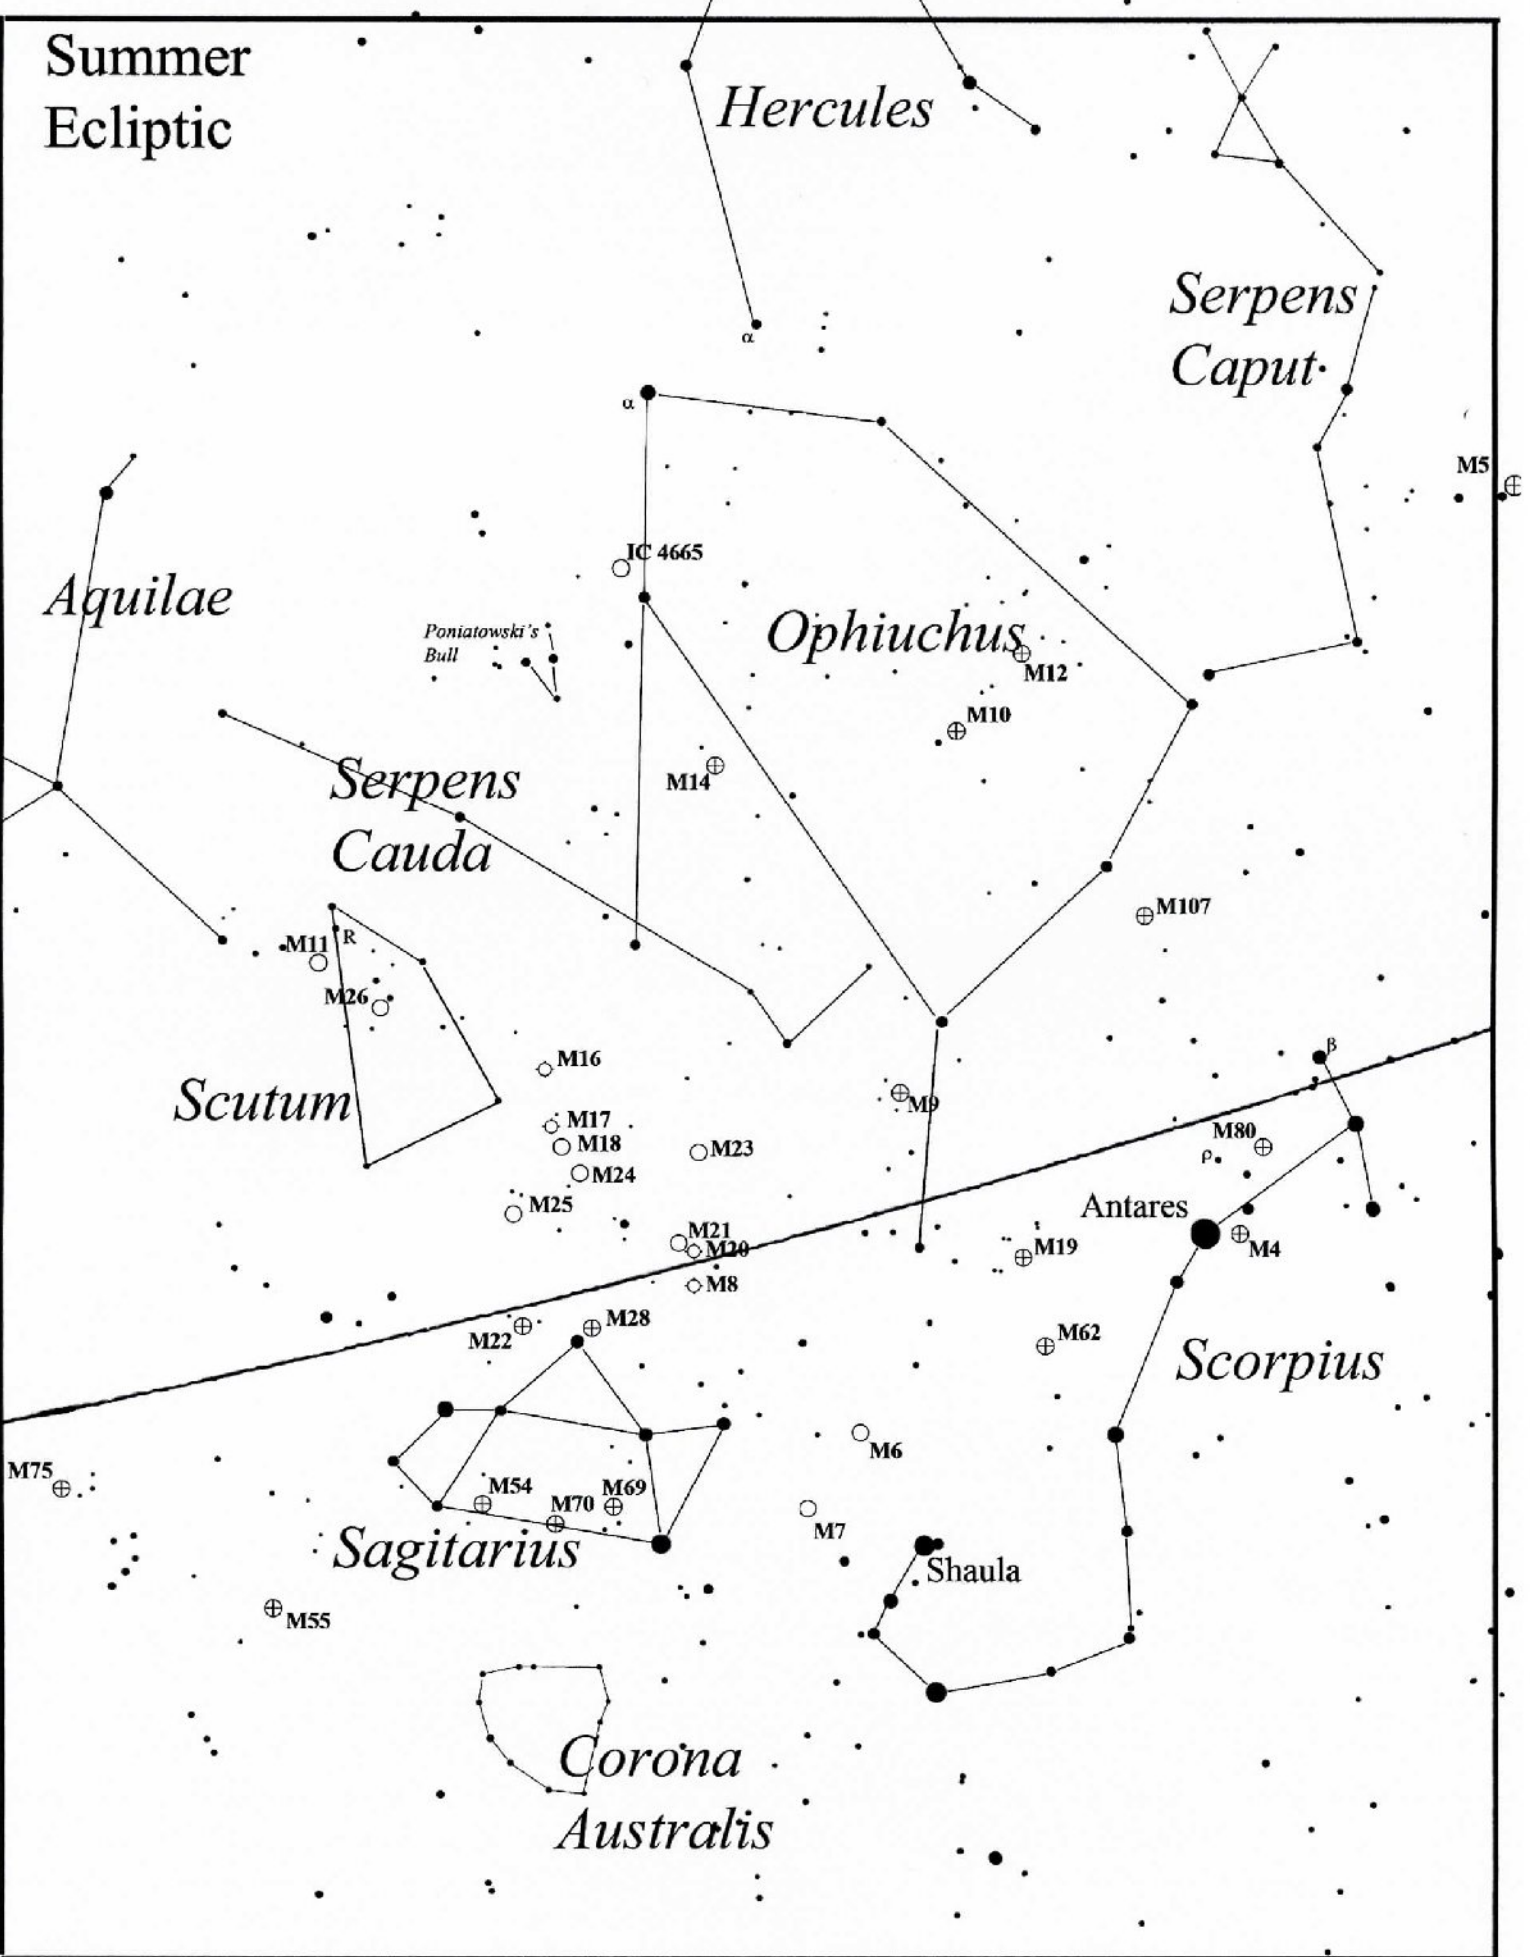 Summer
Ecliptic
Hercules
Serpens
Caput
α
α
M5
IC 4665
Aquilae
Poniatowski's
Bull
Ophiuchus
M12
M10
M14
Serpens
Cauda
M107
M11
R
M26
M16
β
Scutum
M9
M17
M18
M23
M80
ρ
M24
M25
Antares
M21
M20
M19
M4
M8
M28
M22
M62
Scorpius
M6
M75
M54
M69
M70
M7
Sagitarius
Shaula
M55
Corona
Australis